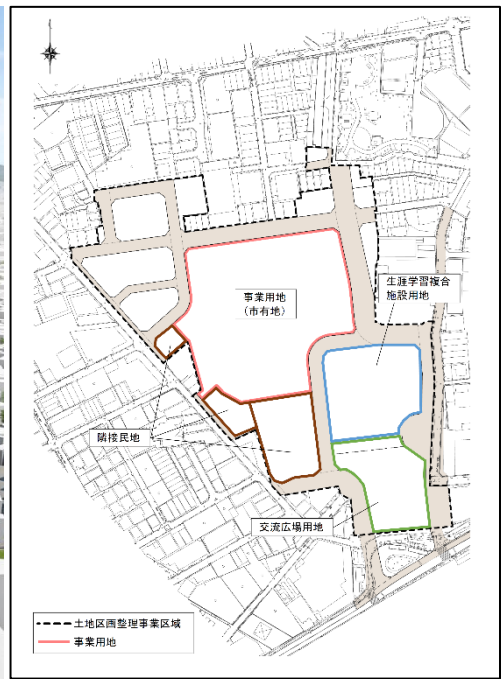 事業用地
(市有地)
生涯学習複合
施設用地
隣接民地
交流広場用地
土地区画整理事業区域
事業用地